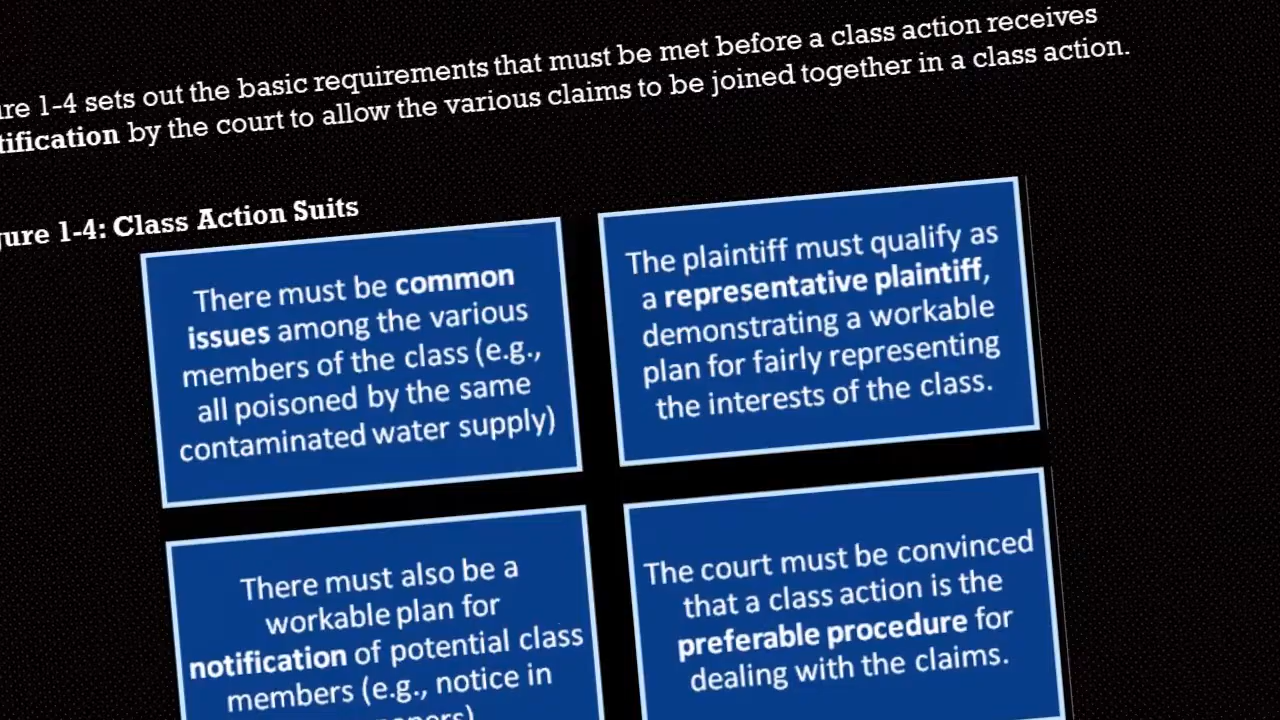 re 1-4 sets out the basic requirements that must be met before a class action receives
tification by the court to allow the various claims to be joined together in a class action.
gure 1-4: Class Action Suits
There must be common
issues among the various
members of the class (e.g.,
all poisoned by the same
contaminated water supply)
The plaintiff must qualify as
a representative plaintiff,
demonstrating a workable
plan for fairly representing
the interests of the class.
There must also be a
workable plan for
notification of potential class
members (e.g., notice in
The court must be convinced
that a class action is the
preferable procedure for
dealing with the claims.